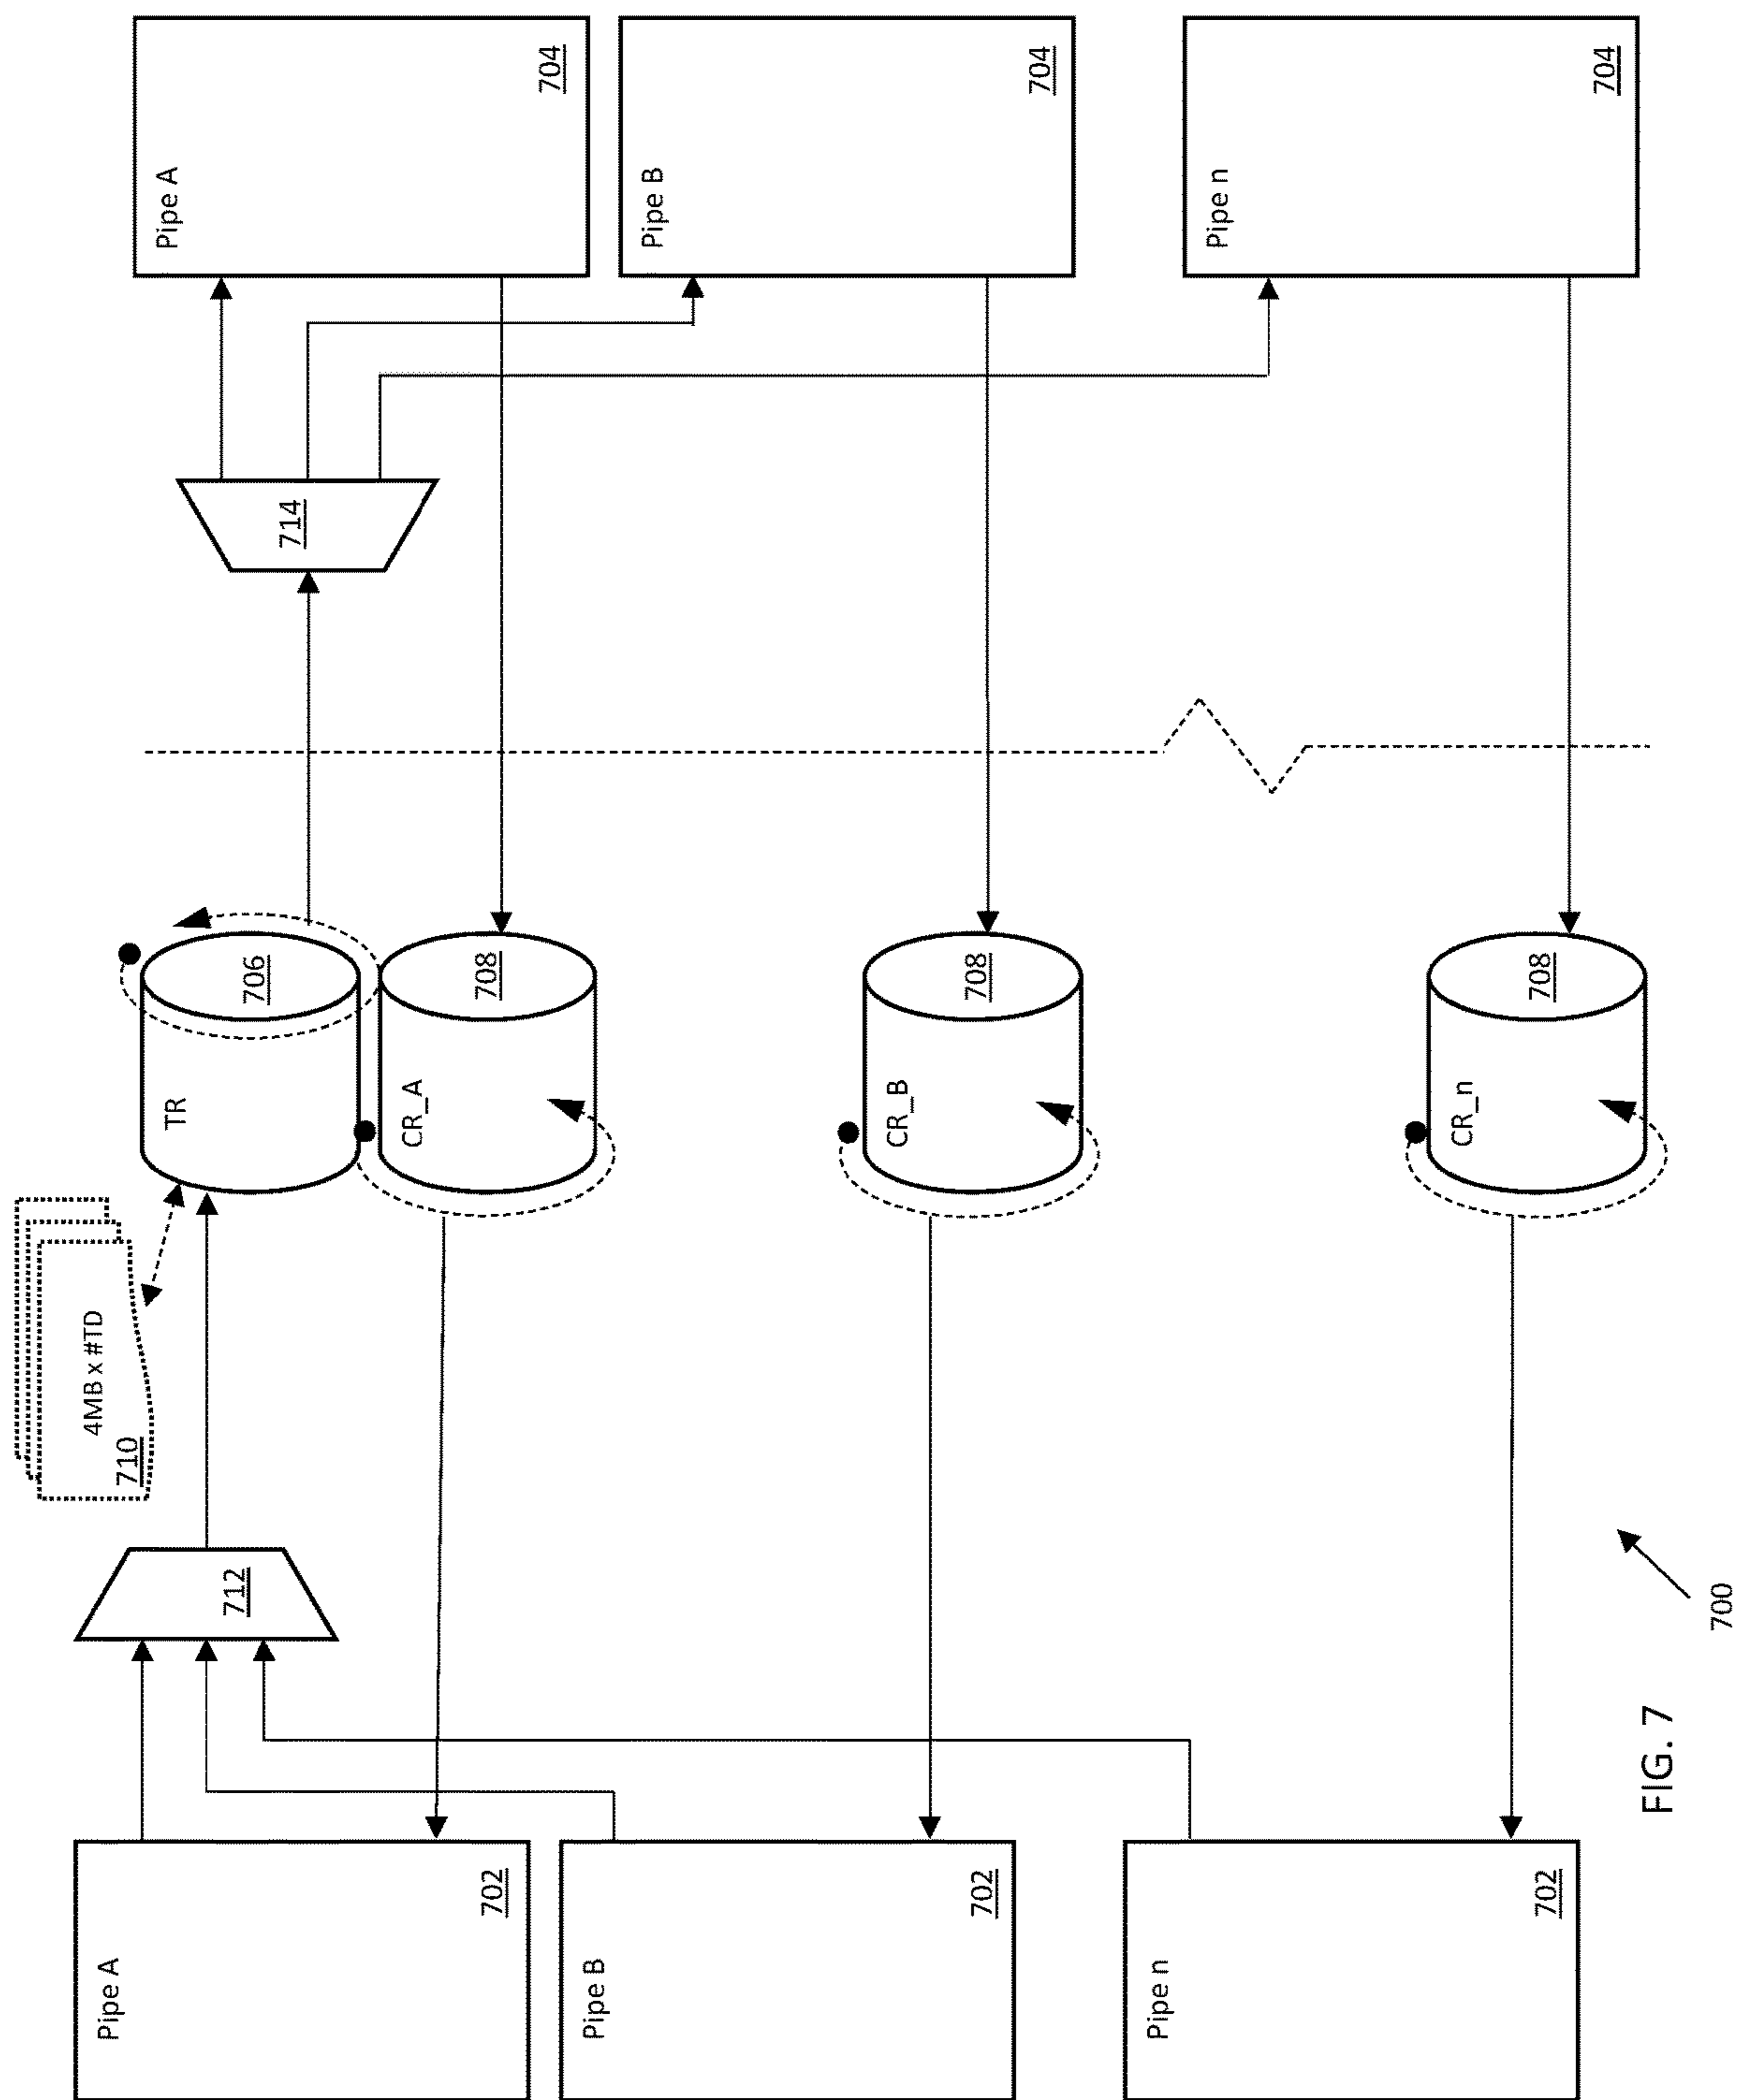 4MB x #TD
Pipe A
710
Pipe A
TR
712
706
714
CR_A
708
702
704
Pipe B
Pipe B
CR_B
708
702
704
Pipe n
Pipe n
CR_n
708
702
704
FIG. 7
700